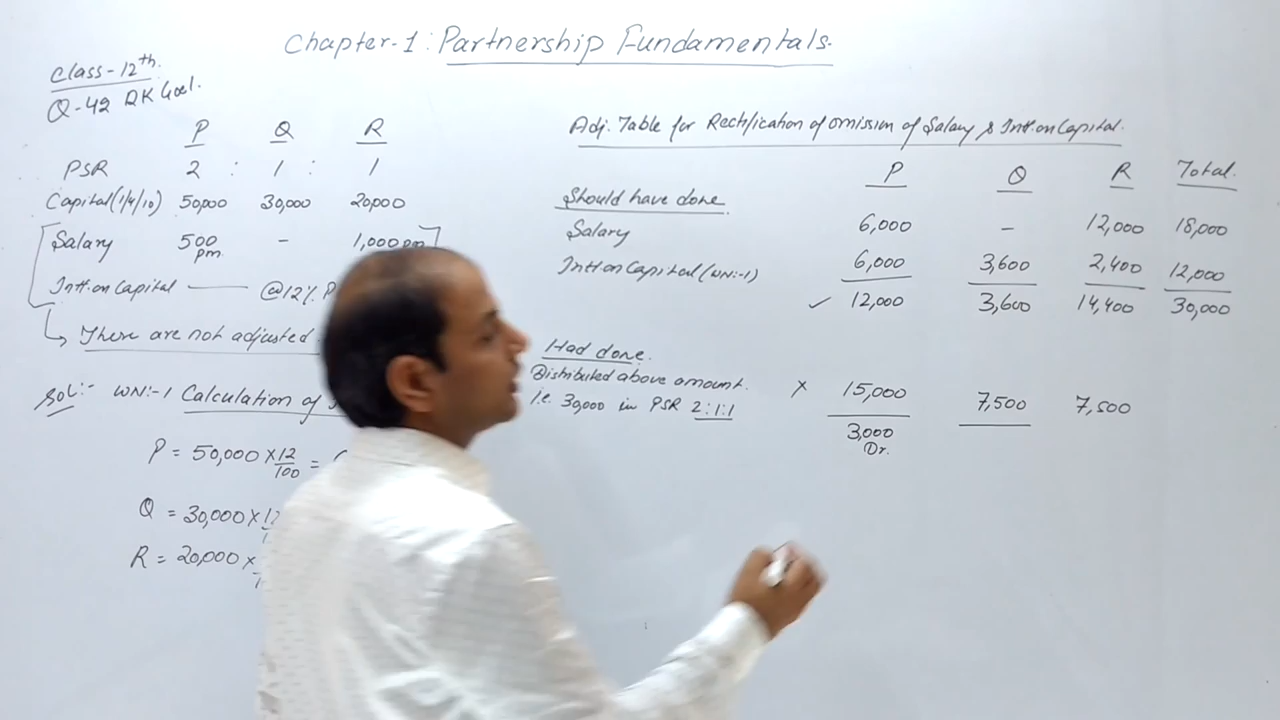 Chapter-1: Partnership Fundamentals.
Class-12th.
Q-42 DK Goel.
P Q R
PSR 2 : 1 : 1
Capital (1/4/10) 50,000 30,000 20,000
Salary 500 pm. - 1,000 pm
Intt. on Capital @12% P
There are not adjusted
Sol:- WN:-1 Calculation of
P = 50,000 × 12/100 =
Q = 30,000 × 12
R = 20,000 ×
Adj. Table for Rectification of omission of Salary & Intt. on Capital.
P Q R Total.
Should have done
Salary 6,000 - 12,000 18,000
Intt on Capital (WN:-1) 6,000 3,600 2,400 12,000
✓ 12,000 3,600 14,400 30,000
Had done.
Distributed above amount.
i.e. 30,000 in PSR 2:1:1 × 15,000 7,500 7,500
3,000
Dr.